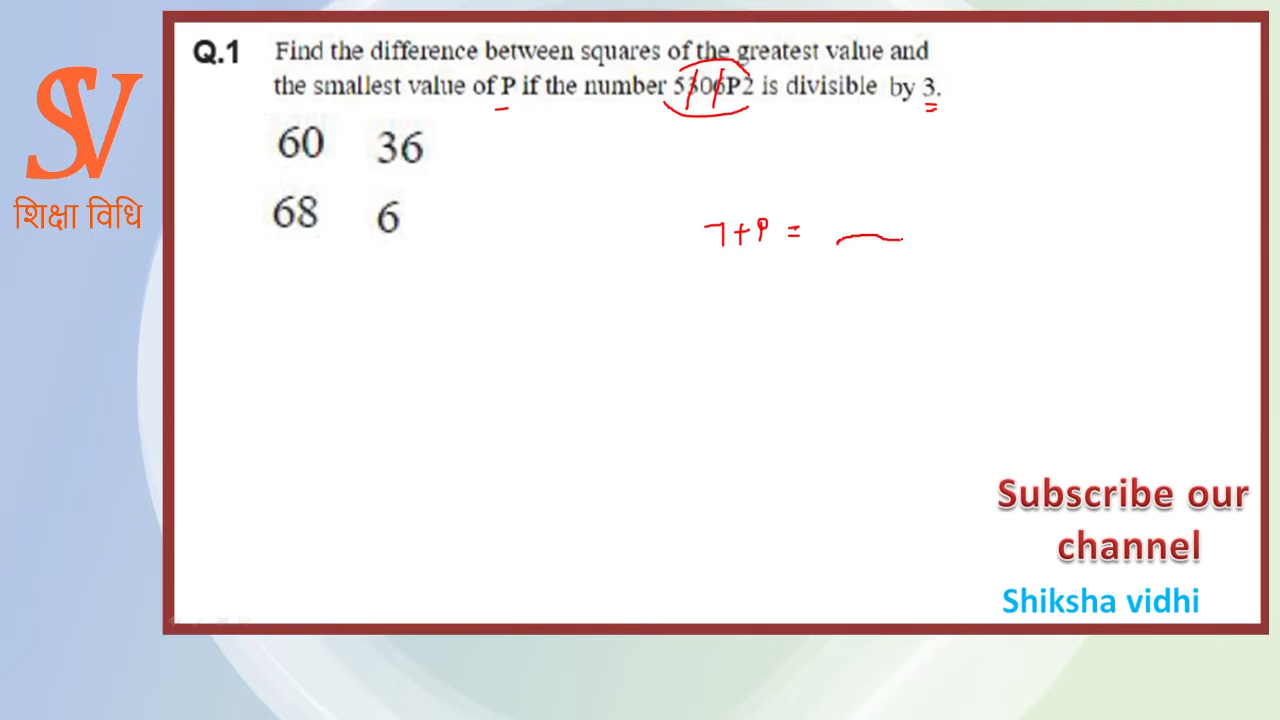 SV
शिक्षा विधि
Q.1 Find the difference between squares of the greatest value and
the smallest value of P if the number 5306P2 is divisible by 3.
60 36
68 6
7+P =
Subscribe our
channel
Shiksha vidhi